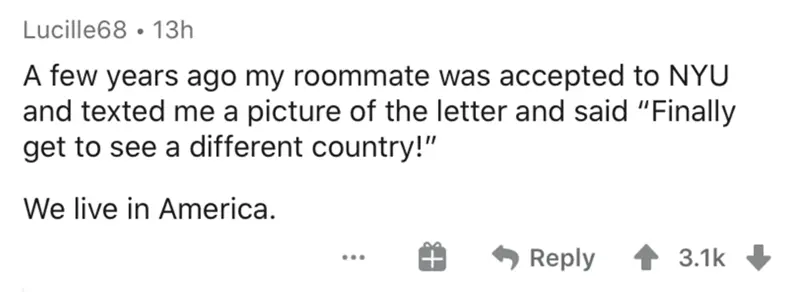 Lucille68 • 13h
A few years ago my roommate was accepted to NYU
and texted me a picture of the letter and said “Finally
get to see a different country!”
We live in America.
... Reply 3.1k